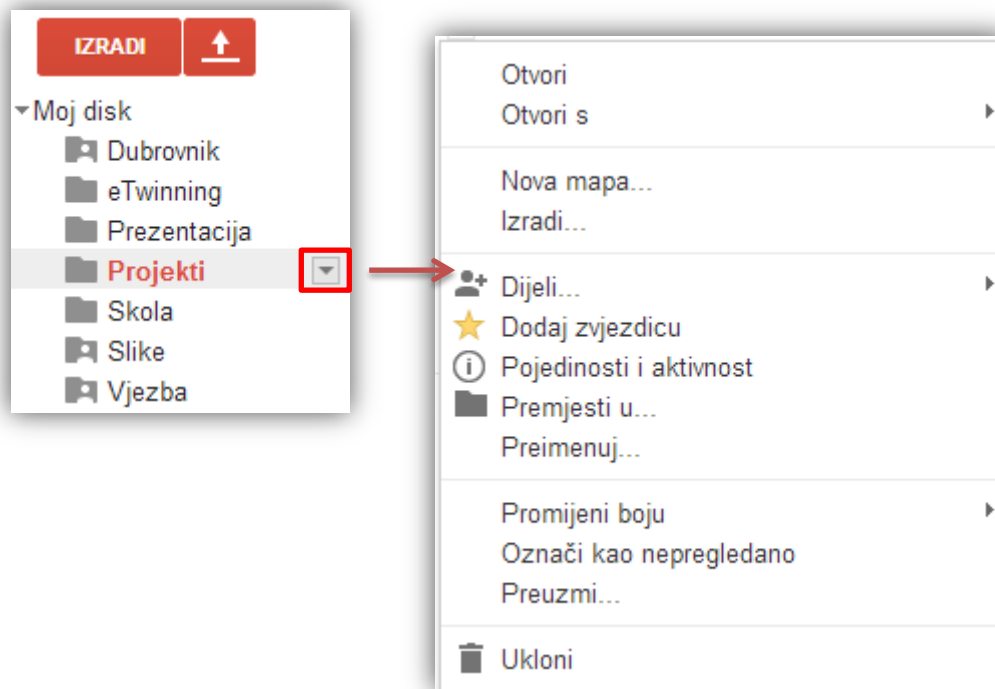 IZRADI
Moj disk
Dubrovnik
eTwinning
Prezentacija
Projekti
Skola
Slike
Vjezba
Otvori
Otvori s
Nova mapa...
Izradi...
Dijeli...
Dodaj zvjezdicu
Pojedinosti i aktivnost
Premjesti u...
Preimenuj...
Promijeni boju
Označi kao nepregledano
Preuzmi...
Ukloni